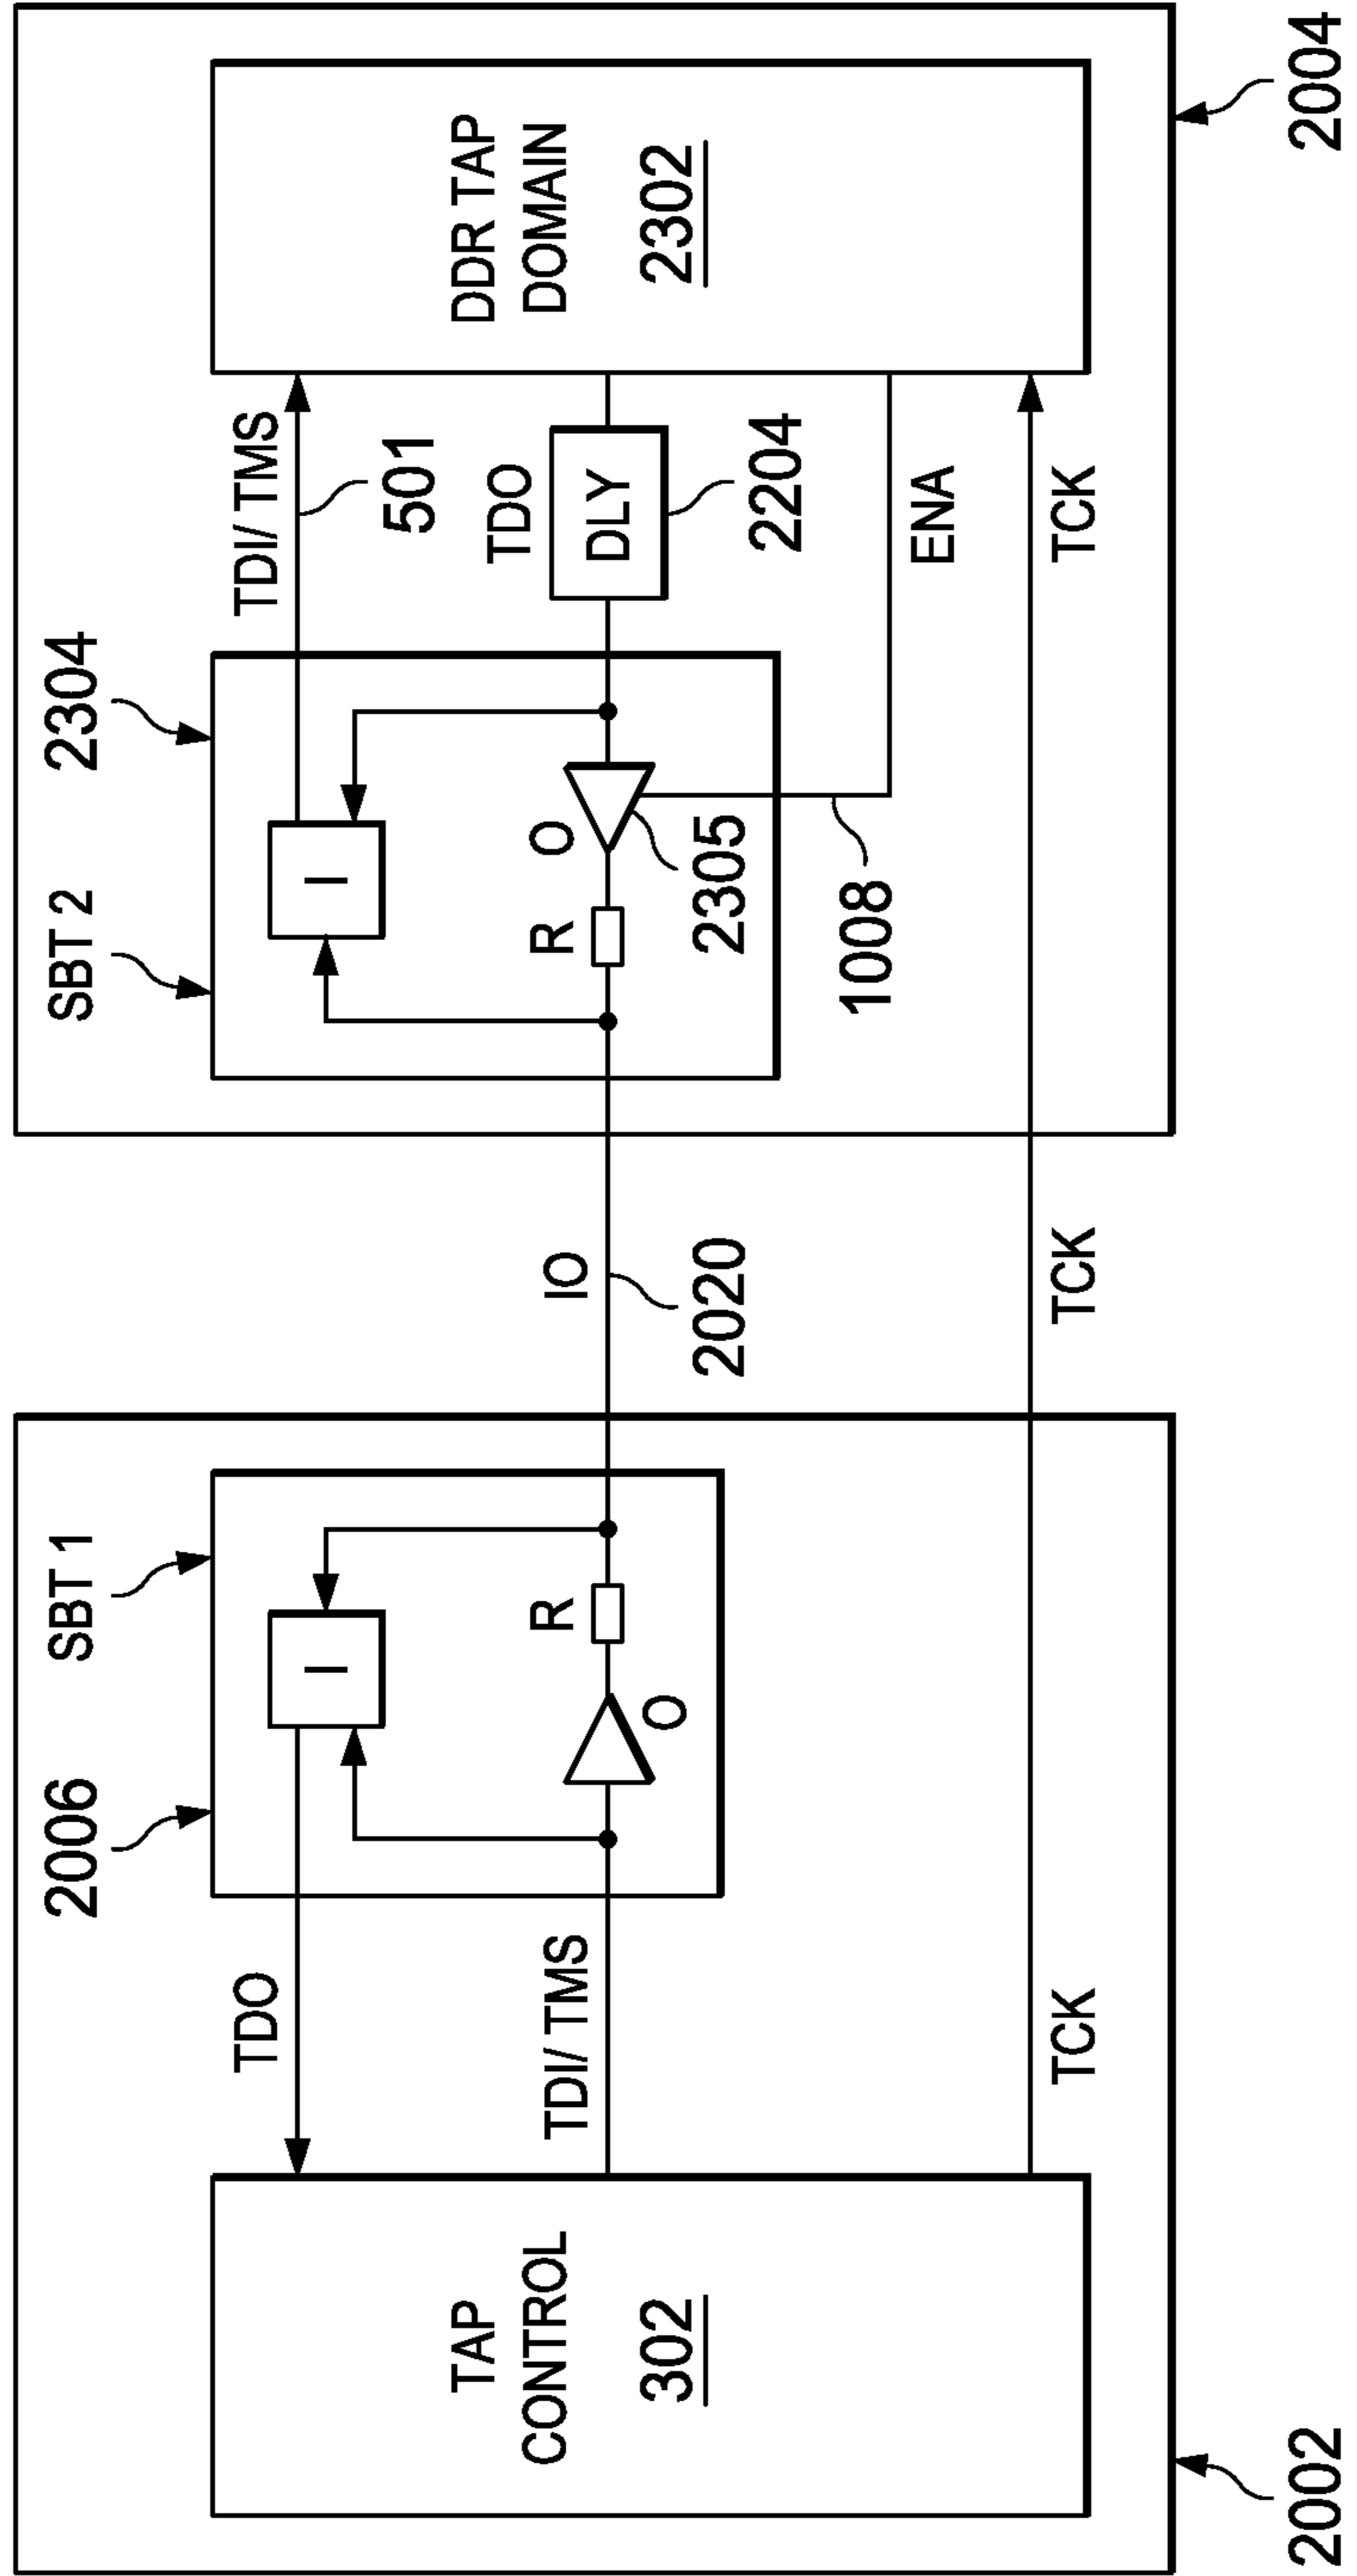 2006
SBT 1
SBT 2
2304
TDO
I
I
TDI/ TMS
501
TAP
CONTROL
302
TDI/ TMS
R
O
IO
2020
R
O
2305
TDO
DLY
2204
DDR TAP
DOMAIN
2302
1008
ENA
TCK
TCK
TCK
2002
2004